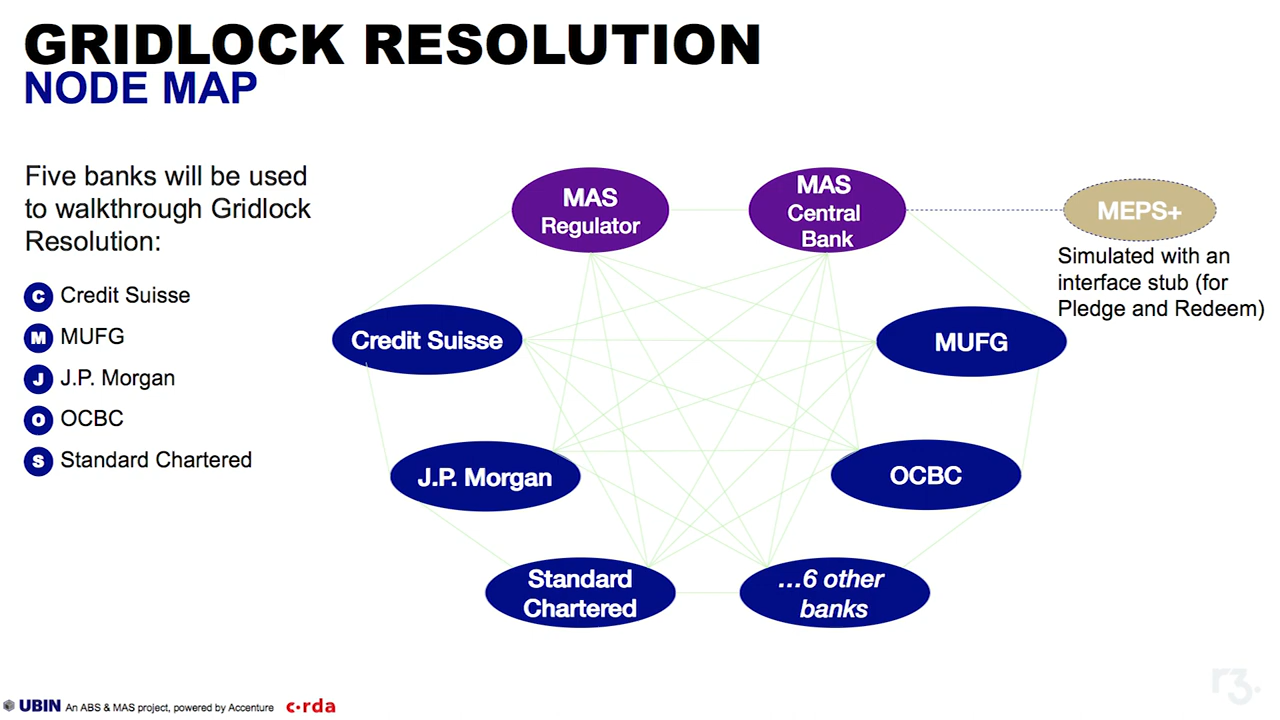 GRIDLOCK RESOLUTION
NODE MAP
Five banks will be used
to walkthrough Gridlock
Resolution:
C Credit Suisse
M MUFG
J J.P. Morgan
O OCBC
S Standard Chartered
MAS
Regulator
MAS
Central
Bank
MEPS+
Simulated with an
interface stub (for
Pledge and Redeem)
Credit Suisse
MUFG
J.P. Morgan
OCBC
Standard
Chartered
...6 other
banks
UBIN An ABS & MAS project, powered by Accenture c·rda
r3.